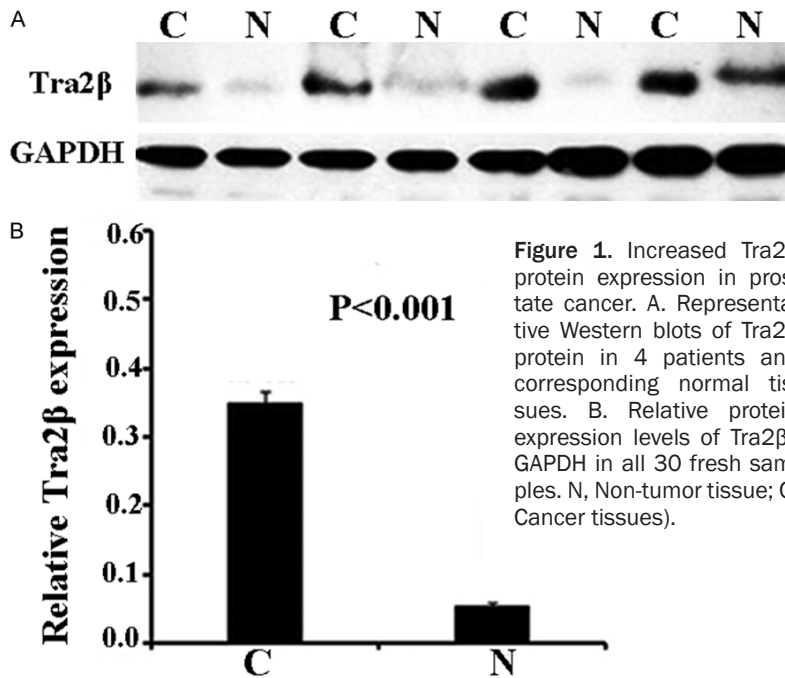 A
C N C N C N C N
Tra2β
GAPDH
B
Relative Tra2β expression
0.6
0.5
0.4
0.3
0.2
0.1
0.0
P<0.001
C N
Figure 1. Increased Tra2
protein expression in pros-
tate cancer. A. Representa-
tive Western blots of Tra2
protein in 4 patients an
corresponding normal tis-
sues. B. Relative protei
expression levels of Tra2β
GAPDH in all 30 fresh sam-
ples. N, Non-tumor tissue; C
Cancer tissues).